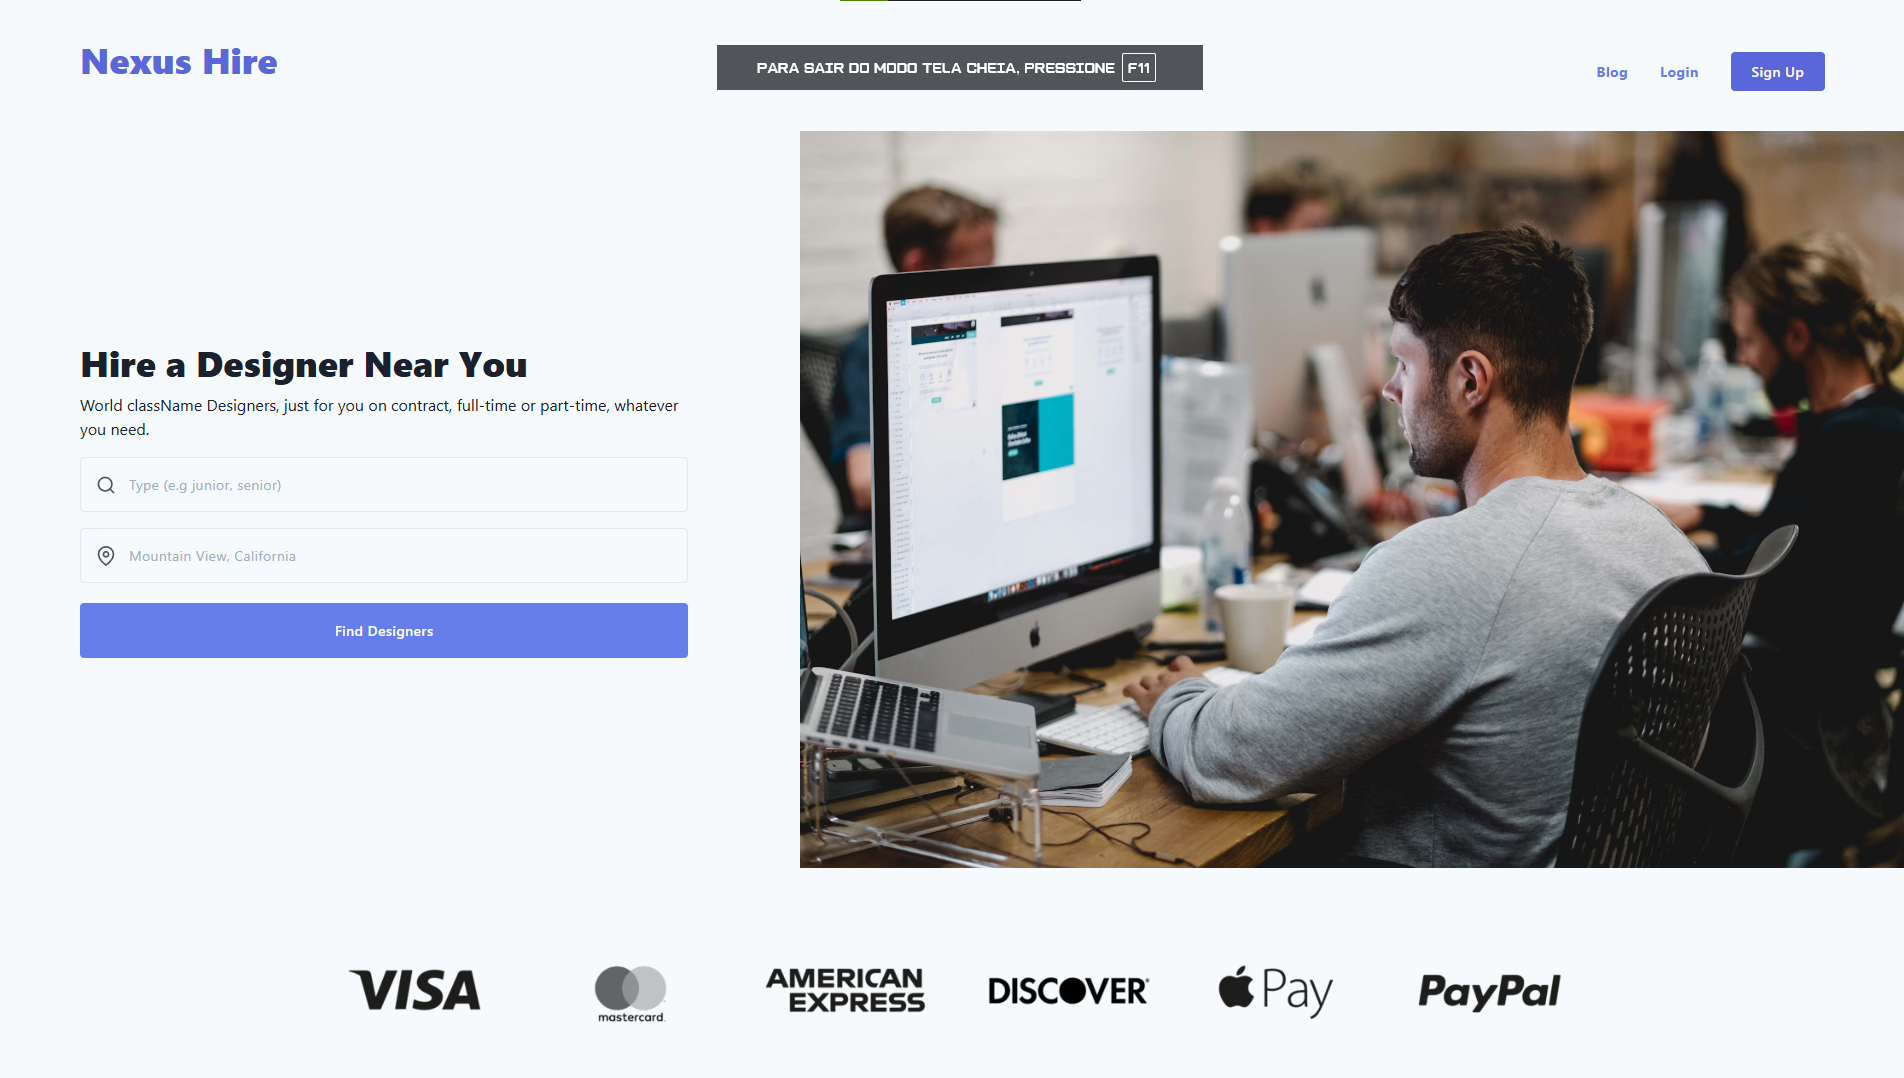 Nexus Hire
PARA SAIR DO MODO TELA CHEIA, PRESSIONE F11
Blog
Login
Sign Up
Hire a Designer Near You
World className Designers, just for you on contract, full-time or part-time, whatever
you need.
Type (e.g junior, senior)
Mountain View, California
Find Designers
VISA
mastercard.
AMERICAN
EXPRESS
DISCOVER
Pay
PayPal